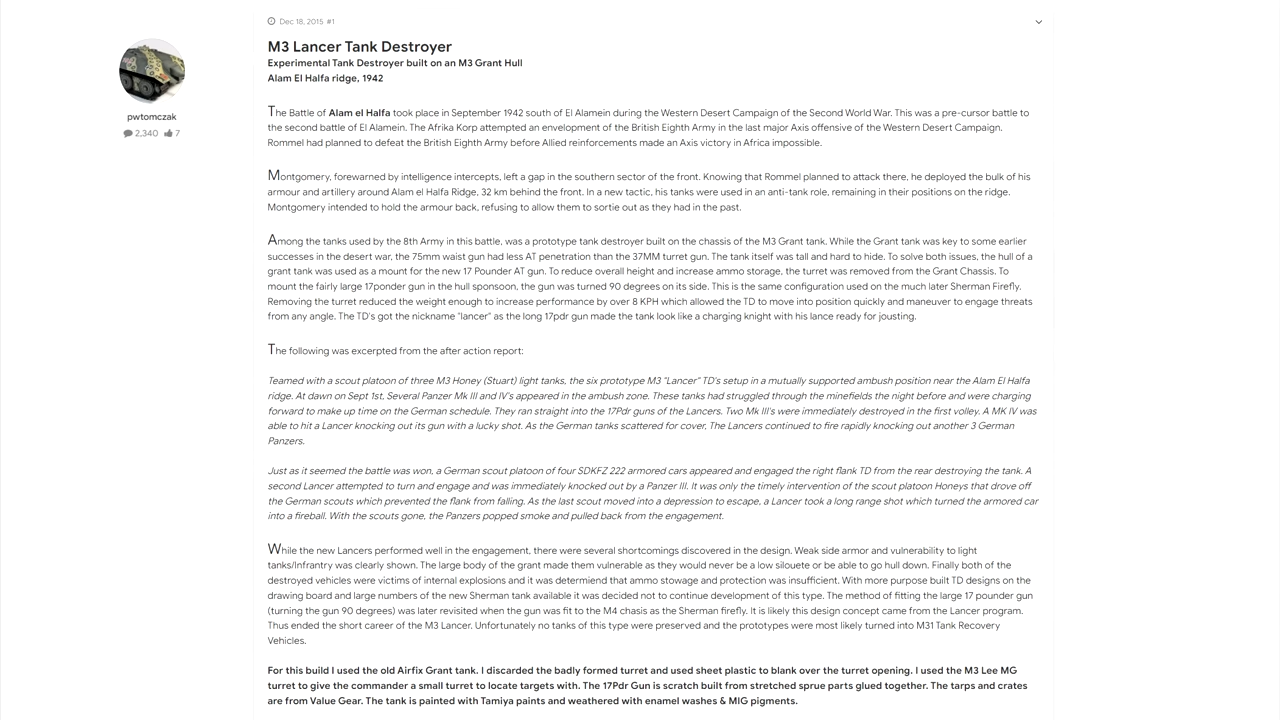 Dec 18, 2015 #1
M3 Lancer Tank Destroyer
Experimental Tank Destroyer built on an M3 Grant Hull
Alam El Halfa ridge, 1942
pwtomczak
2,340 7
The Battle of Alam el Halfa took place in September 1942 south of El Alamein during the Western Desert Campaign of the Second World War. This was a pre-cursor battle to
the second battle of El Alamein. The Afrika Korp attempted an envelopment of the British Eighth Army in the last major Axis offensive of the Western Desert Campaign.
Rommel had planned to defeat the British Eighth Army before Allied reinforcements made an Axis victory in Africa impossible.
Montgomery, forewarned by intelligence intercepts, left a gap in the southern sector of the front. Knowing that Rommel planned to attack there, he deployed the bulk of his
armour and artillery around Alam el Halfa Ridge, 32 km behind the front. In a new tactic, his tanks were used in an anti-tank role, remaining in their positions on the ridge.
Montgomery intended to hold the armour back, refusing to allow them to sortie out as they had in the past.
Among the tanks used by the 8th Army in this battle, was a prototype tank destroyer built on the chassis of the M3 Grant tank. While the Grant tank was key to some earlier
successes in the desert war, the 75mm waist gun had less AT penetration than the 37MM turret gun. The tank itself was tall and hard to hide. To solve both issues, the hull of a
grant tank was used as a mount for the new 17 Pounder AT gun. To reduce overall height and increase ammo storage, the turret was removed from the Grant Chassis. To
mount the fairly large 17ponder gun in the hull sponsoon, the gun was turned 90 degrees on its side. This is the same configuration used on the much later Sherman Firefly.
Removing the turret reduced the weight enough to increase performance by over 8 KPH which allowed the TD to move into position quickly and maneuver to engage threats
from any angle. The TD's got the nickname "lancer" as the long 17pdr gun made the tank look like a charging knight with his lance ready for jousting.
The following was excerpted from the after action report:
Teamed with a scout platoon of three M3 Honey (Stuart) light tanks, the six prototype M3 "Lancer" TD's setup in a mutually supported ambush position near the Alam El Halfa
ridge. At dawn on Sept 1st, Several Panzer Mk III and IV's appeared in the ambush zone. These tanks had struggled through the minefields the night before and were charging
forward to make up time on the German schedule. They ran straight into the 17Pdr guns of the Lancers. Two Mk III's were immediately destroyed in the first volley. A MK IV was
able to hit a Lancer knocking out its gun with a lucky shot. As the German tanks scattered for cover, The Lancers continued to fire rapidly knocking out another 3 German
Panzers.
Just as it seemed the battle was won, a German scout platoon of four SDKFZ 222 armored cars appeared and engaged the right flank TD from the rear destroying the tank. A
second Lancer attempted to turn and engage and was immediately knocked out by a Panzer III. It was only the timely intervention of the scout platoon Honeys that drove off
the German scouts which prevented the flank from falling. As the last scout moved into a depression to escape, a Lancer took a long range shot which turned the armored car
into a fireball. With the scouts gone, the Panzers popped smoke and pulled back from the engagement.
While the new Lancers performed well in the engagement, there were several shortcomings discovered in the design. Weak side armor and vulnerability to light
tanks/Infrantry was clearly shown. The large body of the grant made them vulnerable as they would never be a low silouete or be able to go hull down. Finally both of the
destroyed vehicles were victims of internal explosions and it was determiend that ammo stowage and protection was insufficient. With more purpose built TD designs on the
drawing board and large numbers of the new Sherman tank available it was decided not to continue development of this type. The method of fitting the large 17 pounder gun
(turning the gun 90 degrees) was later revisited when the gun was fit to the M4 chasis as the Sherman firefly. It is likely this design concept came from the Lancer program.
Thus ended the short career of the M3 Lancer. Unfortunately no tanks of this type were preserved and the prototypes were most likely turned into M31 Tank Recovery
Vehicles.
For this build I used the old Airfix Grant tank. I discarded the badly formed turret and used sheet plastic to blank over the turret opening. I used the M3 Lee MG
turret to give the commander a small turret to locate targets with. The 17Pdr Gun is scratch built from stretched sprue parts glued together. The tarps and crates
are from Value Gear. The tank is painted with Tamiya paints and weathered with enamel washes & MIG pigments.